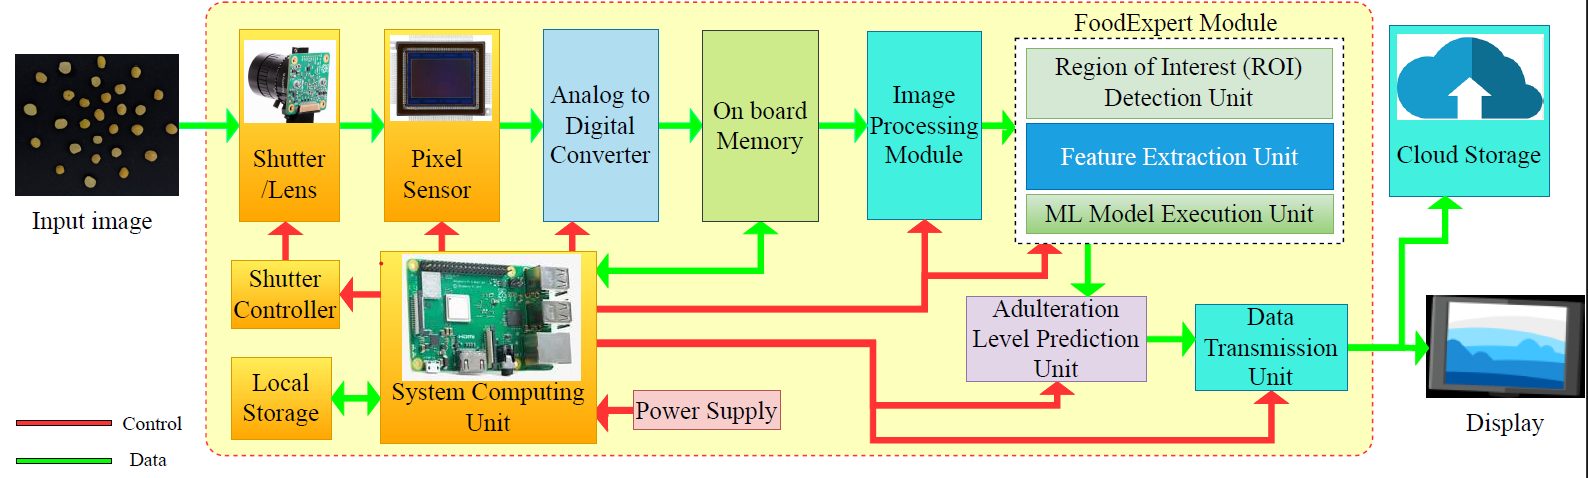 FoodExpert Module
Input image
Shutter
/Lens
Pixel
Sensor
Analog to
Digital
Converter
On board
Memory
Image
Processing
Module
Region of Interest (ROI)
Detection Unit
Feature Extraction Unit
ML Model Execution Unit
Cloud Storage
Shutter
Controller
System Computing
Unit
Local
Storage
Power Supply
Adulteration
Level Prediction
Unit
Data
Transmission
Unit
Display
Control
Data